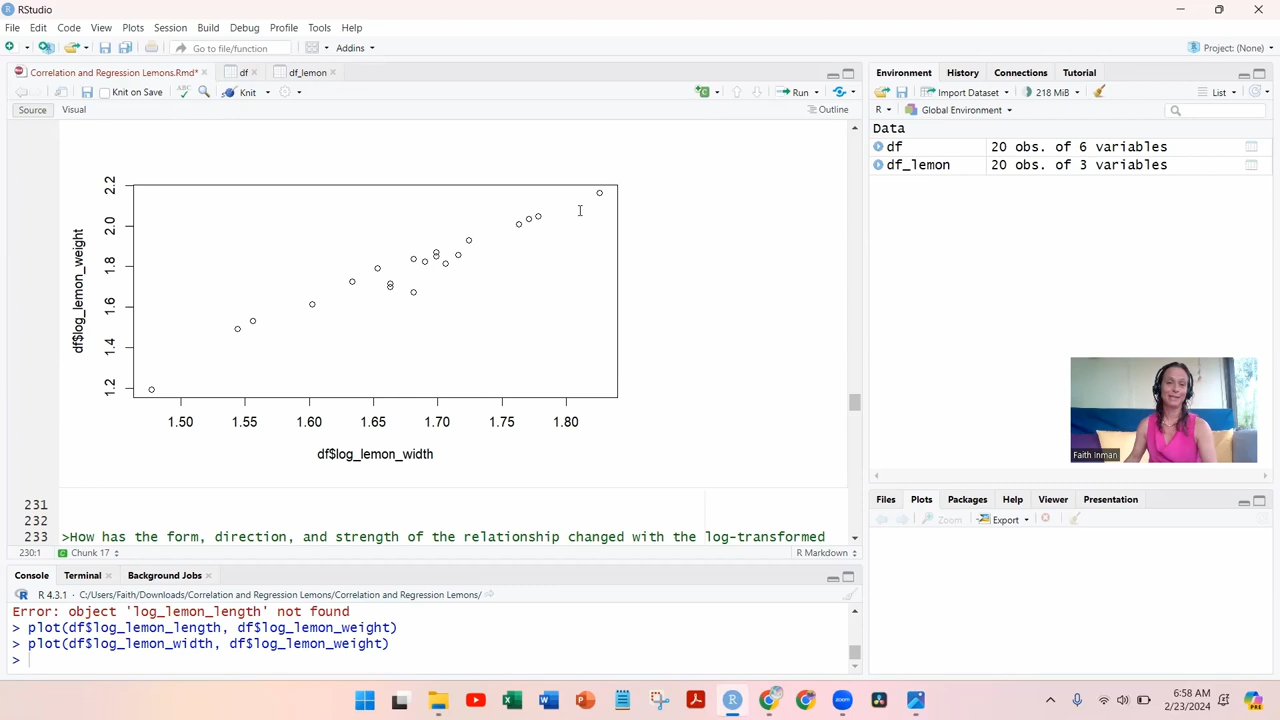 RStudio
File Edit Code View Plots Session Build Debug Profile Tools Help
Go to file/function Addins Project: (None)
Correlation and Regression Lemons.Rmd* df df_lemon
Knit on Save ABC Knit Run
Source Visual Outline
2.2
2.0
1.8
1.6
1.4
1.2
df$log_lemon_weight
1.50 1.55 1.60 1.65 1.70 1.75 1.80
df$log_lemon_width
231
232
233 >How has the form, direction, and strength of the relationship changed with the log-transformed
230:1 Chunk 17 R Markdown
Console Terminal Background Jobs
R 4.3.1 · C:/Users/Faith/Downloads/Correlation and Regression Lemons/Correlation and Regression Lemons/
Error: object 'log_lemon_length' not found
> plot(df$log_lemon_length, df$log_lemon_weight)
> plot(df$log_lemon_width, df$log_lemon_weight)
>
Environment History Connections Tutorial
Import Dataset 218 MiB List
R Global Environment
Data
df 20 obs. of 6 variables
df_lemon 20 obs. of 3 variables
Faith Inman
Files Plots Packages Help Viewer Presentation
Zoom Export
6:58 AM
2/23/2024